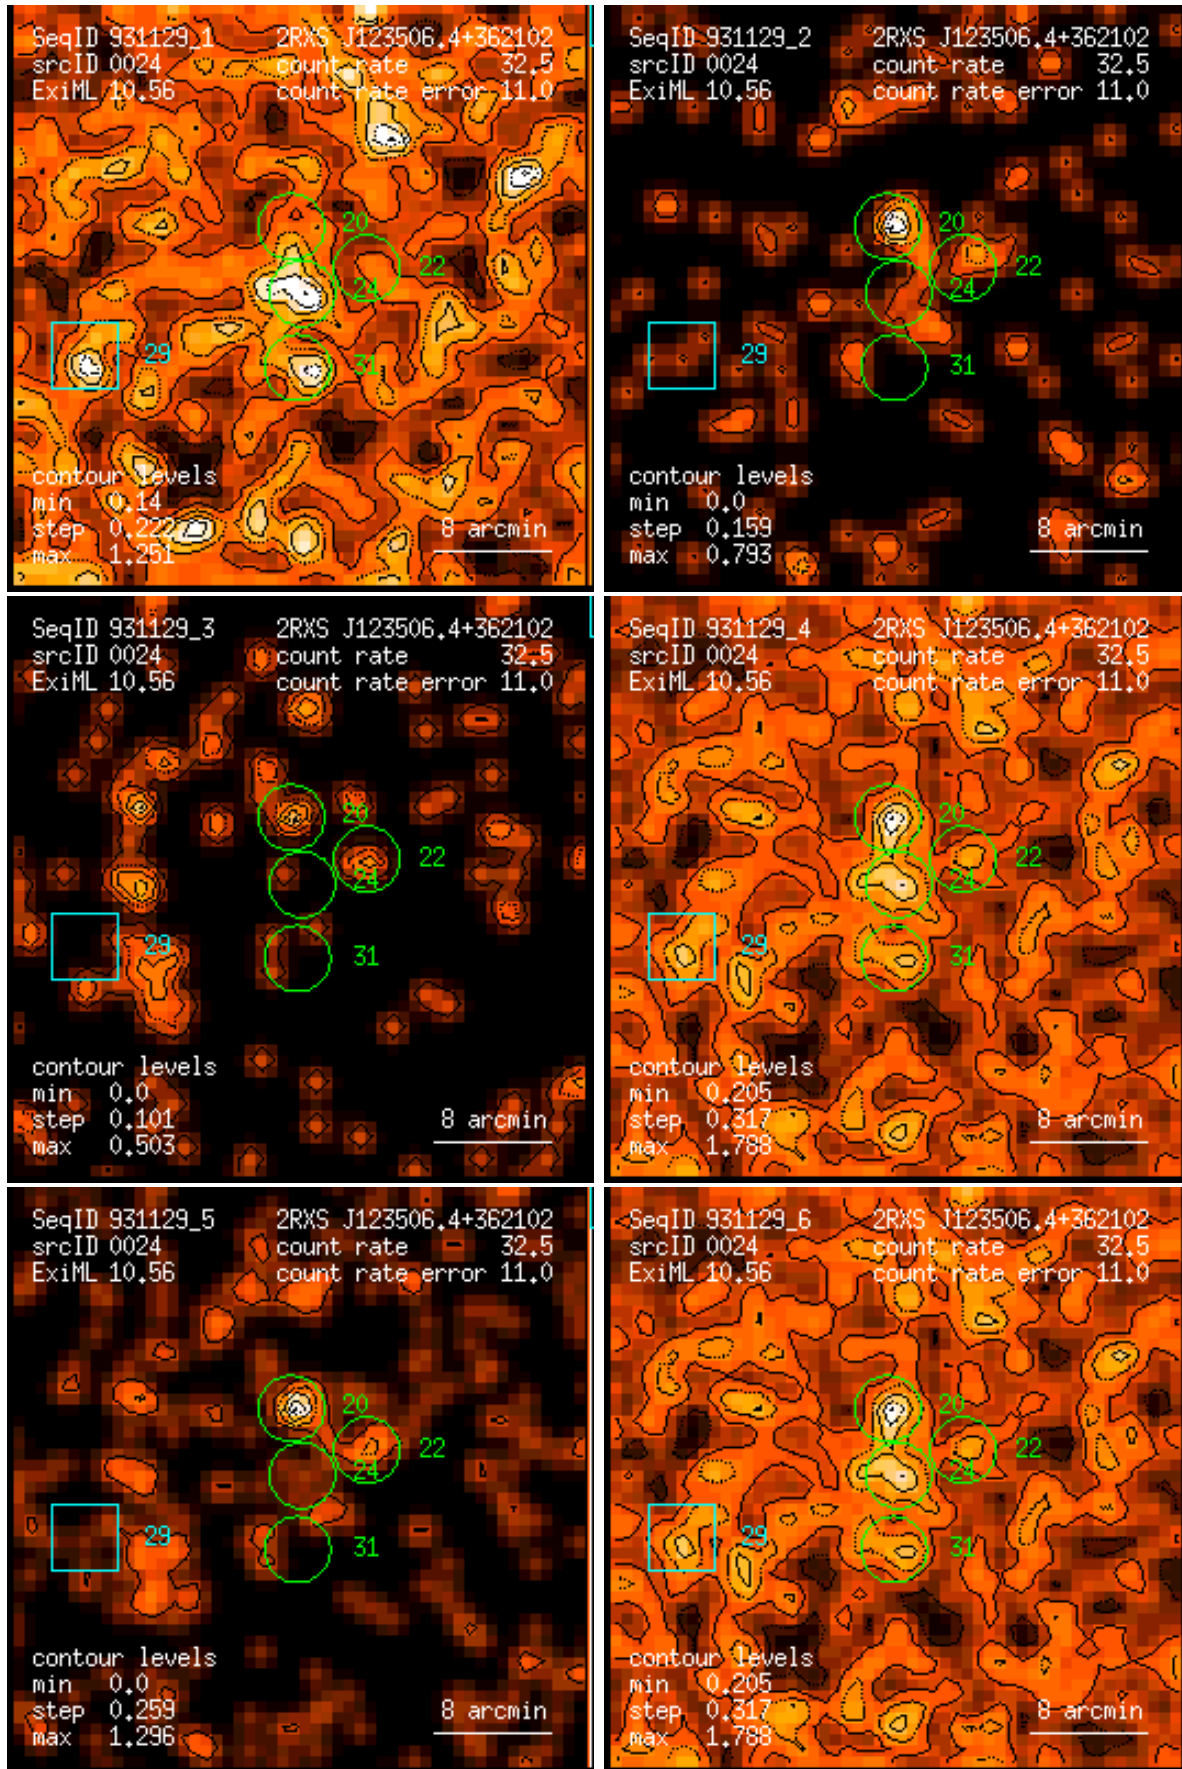 SeqID 931129_1 2RXS J123506.4+362102
srcID 0024 count rate 32.5
ExiML 10.56 count rate error 11.0
20
22
24
29
31
contour levels
min 0.14
step 0.222 8 arcmin
max 1.251
SeqID 931129_2 2RXS J123506.4+362102
srcID 0024 count rate 32.5
ExiML 10.56 count rate error 11.0
20
22
24
29
31
contour levels
min 0.0
step 0.159 8 arcmin
max 0.793
SeqID 931129_3 2RXS J123506.4+362102
srcID 0024 count rate 32.5
ExiML 10.56 count rate error 11.0
20
22
24
29
31
contour levels
min 0.0
step 0.101 8 arcmin
max 0.503
SeqID 931129_4 2RXS J123506.4+362102
srcID 0024 count rate 32.5
ExiML 10.56 count rate error 11.0
20
22
24
29
31
contour levels
min 0.205
step 0.317 8 arcmin
max 1.788
SeqID 931129_5 2RXS J123506.4+362102
srcID 0024 count rate 32.5
ExiML 10.56 count rate error 11.0
20
22
24
29
31
contour levels
min 0.0
step 0.259 8 arcmin
max 1.296
SeqID 931129_6 2RXS J123506.4+362102
srcID 0024 count rate 32.5
ExiML 10.56 count rate error 11.0
20
22
24
29
31
contour levels
min 0.205
step 0.317 8 arcmin
max 1.788